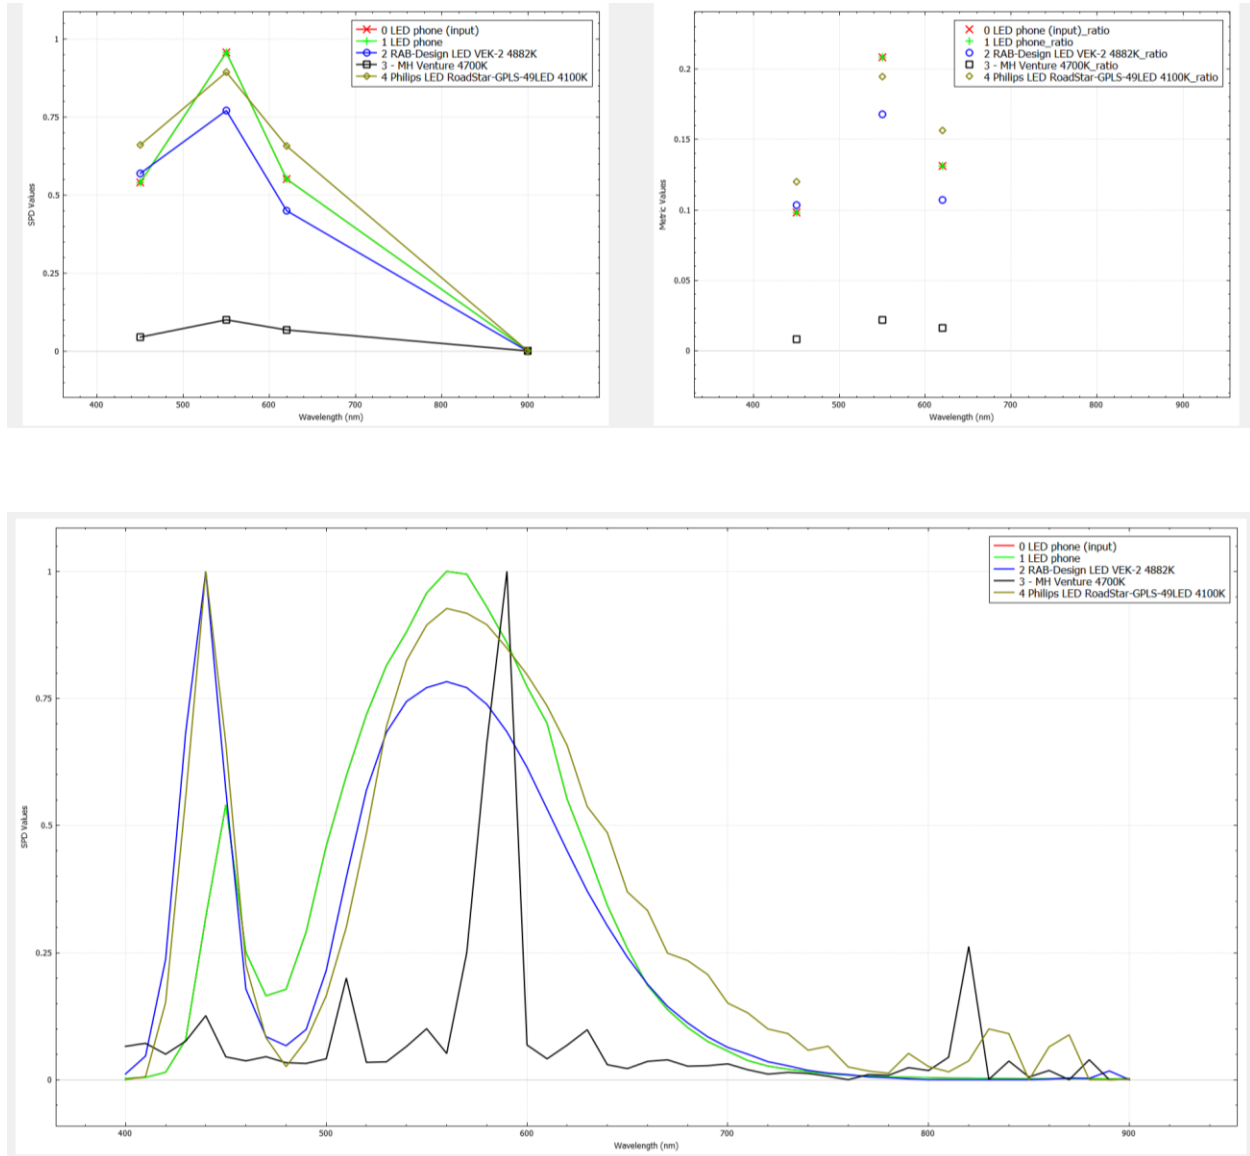 0 LED phone (input)
1 LED phone
2 RAB-Design LED VEK-2 4882K
3 - MH Venture 4700K
4 Philips LED RoadStar-GPLS-49LED 4100K
1
0.75
0.5
0.25
0
SPD Values
400
500
600
700
800
900
Wavelength (nm)
0 LED phone (input)_ratio
1 LED phone_ratio
2 RAB-Design LED VEK-2 4882K_ratio
3 - MH Venture 4700K_ratio
4 Philips LED RoadStar-GPLS-49LED 4100K_ratio
0.2
0.15
0.1
0.05
0
Metric Values
400
500
600
700
800
900
Wavelength (nm)
0 LED phone (input)
1 LED phone
2 RAB-Design LED VEK-2 4882K
3 - MH Venture 4700K
4 Philips LED RoadStar-GPLS-49LED 4100K
1
0.75
0.5
0.25
0
SPD Values
400
500
600
700
800
900
Wavelength (nm)